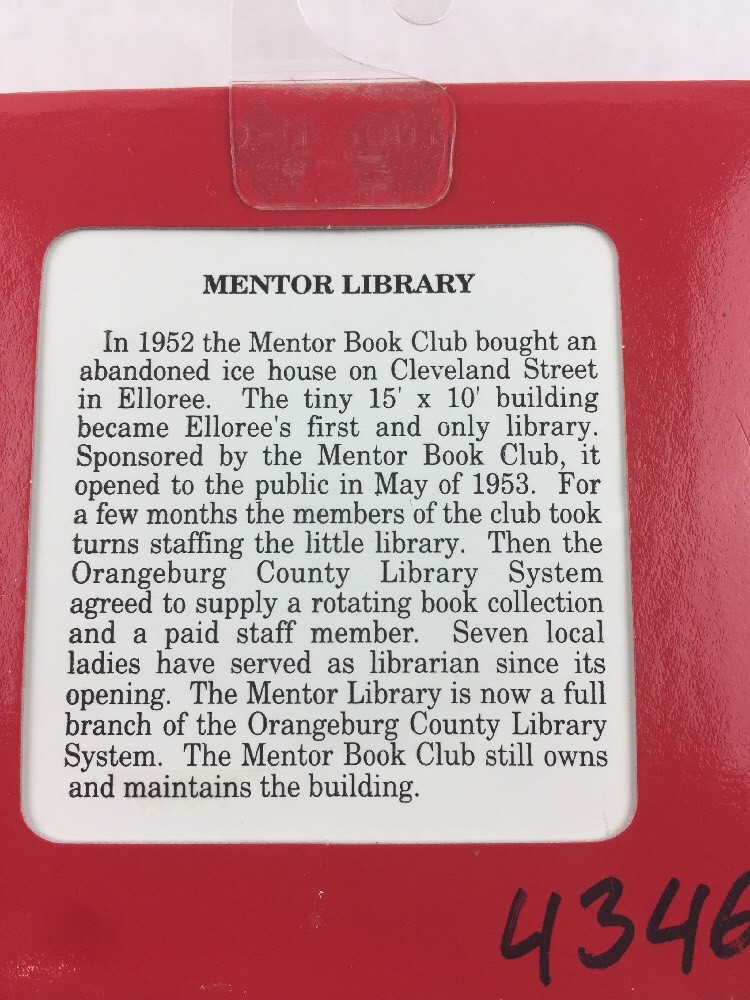 MENTOR LIBRARY
In 1952 the Mentor Book Club bought an
abandoned ice house on Cleveland Street
in Elloree. The tiny 15' x 10' building
became Elloree's first and only library.
Sponsored by the Mentor Book Club, it
opened to the public in May of 1953. For
a few months the members of the club took
turns staffing the little library. Then the
Orangeburg County Library System
agreed to supply a rotating book collection
and a paid staff member. Seven local
ladies have served as librarian since its
opening. The Mentor Library is now a full
branch of the Orangeburg County Library
System. The Mentor Book Club still owns
and maintains the building.
4346